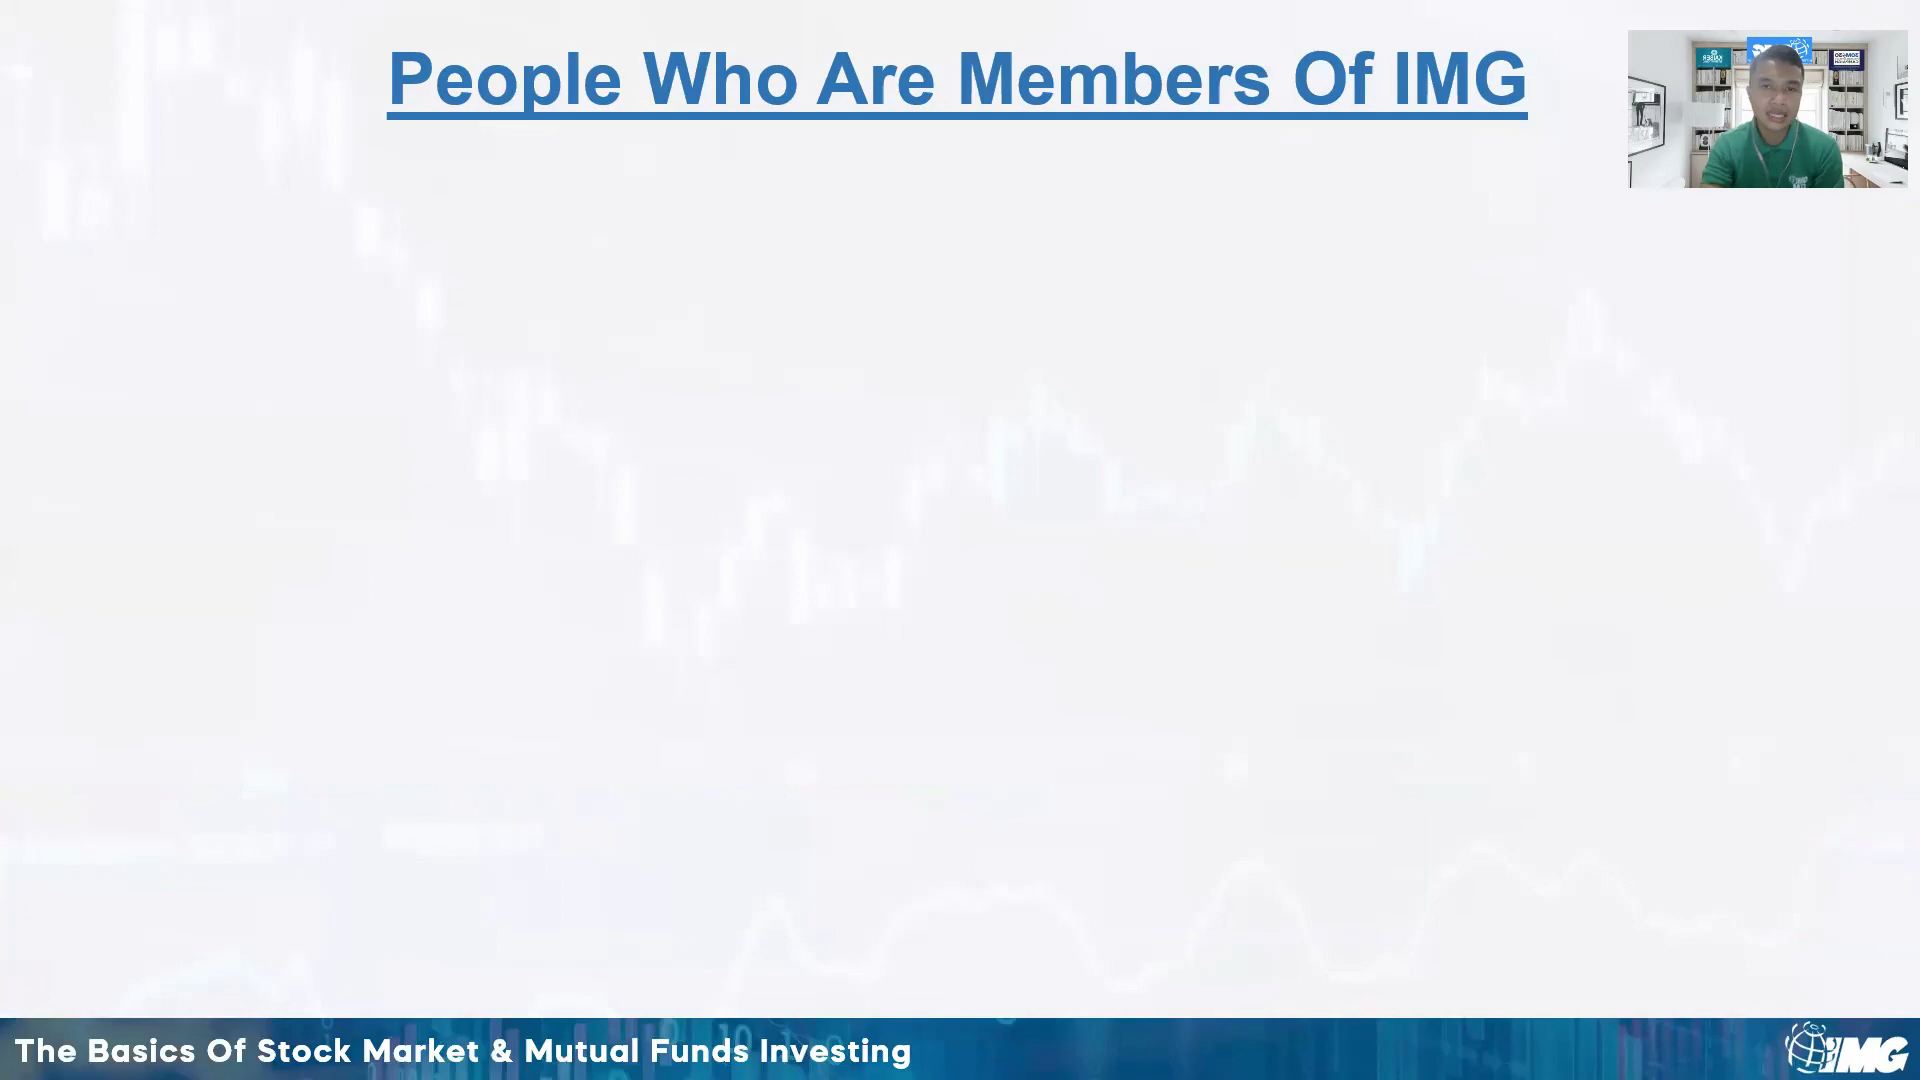 People Who Are Members Of IMG
The Basics Of Stock Market & Mutual Funds Investing
IMG